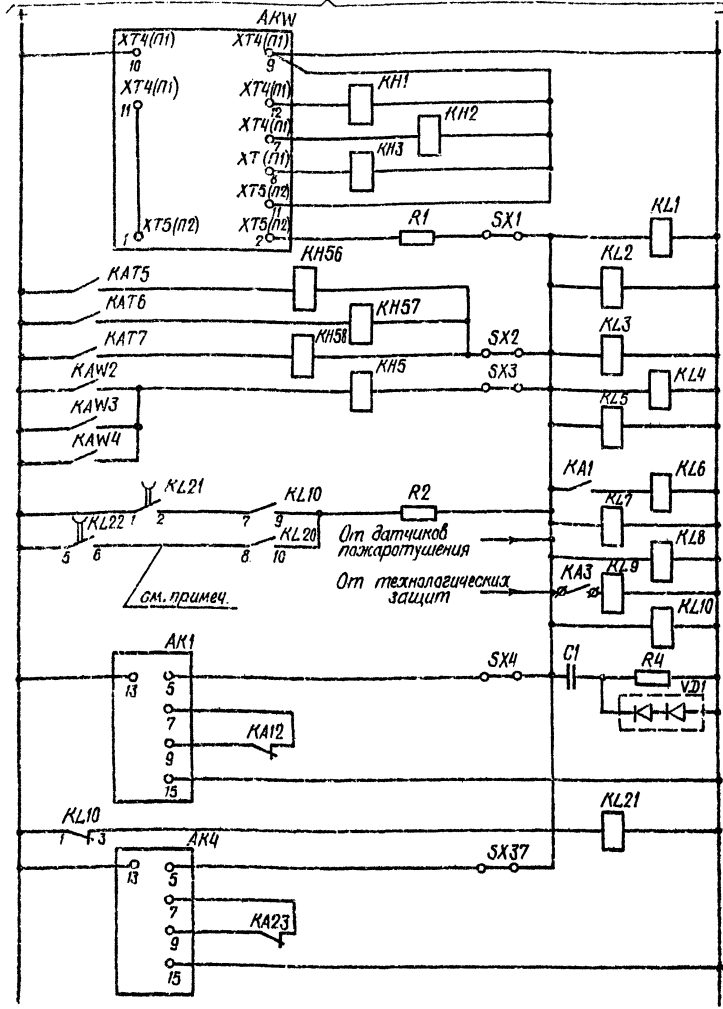 +
–
AKW
XT4(П1)
10
XT4(П1)
9
XT4(П1)
11
XT4(П1)
12
KH1
XT4(П1)
7
KH2
XT(П1)
KH3
XT5(П2)
11
XT5(П2)
1
XT5(П2)
2
R1
SX1
KL1
KL2
KAT5
KH56
KAT6
KH57
KAT7
KH58
SX2
KL3
KAW2
KH5
SX3
KL4
KAW3
KL5
KAW4
KA1
KL6
KL21
1 2
KL10
7 9
R2
KL7
KL22
5 6
KL20
8 10
От датчиков
пожаротушения
KL8
см. примеч.
От технологических
защит
KA3
KL9
KL10
AK1
13
5
SX4
C1
R4
VD1
7
KA12
9
15
KL10
1 3
KL21
AK4
13
5
SX37
7
KA23
9
15